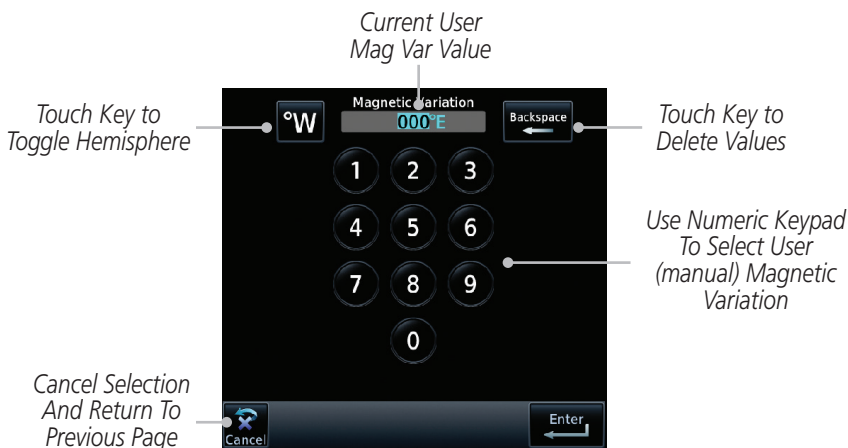 Current User
Mag Var Value
Touch Key to
Toggle Hemisphere
°W
Magnetic Variation
000°E
Backspace
Touch Key to
Delete Values
1 2 3
4 5 6
7 8 9
0
Use Numeric Keypad
To Select User
(manual) Magnetic
Variation
Cancel Selection
And Return To
Previous Page
Cancel
Enter